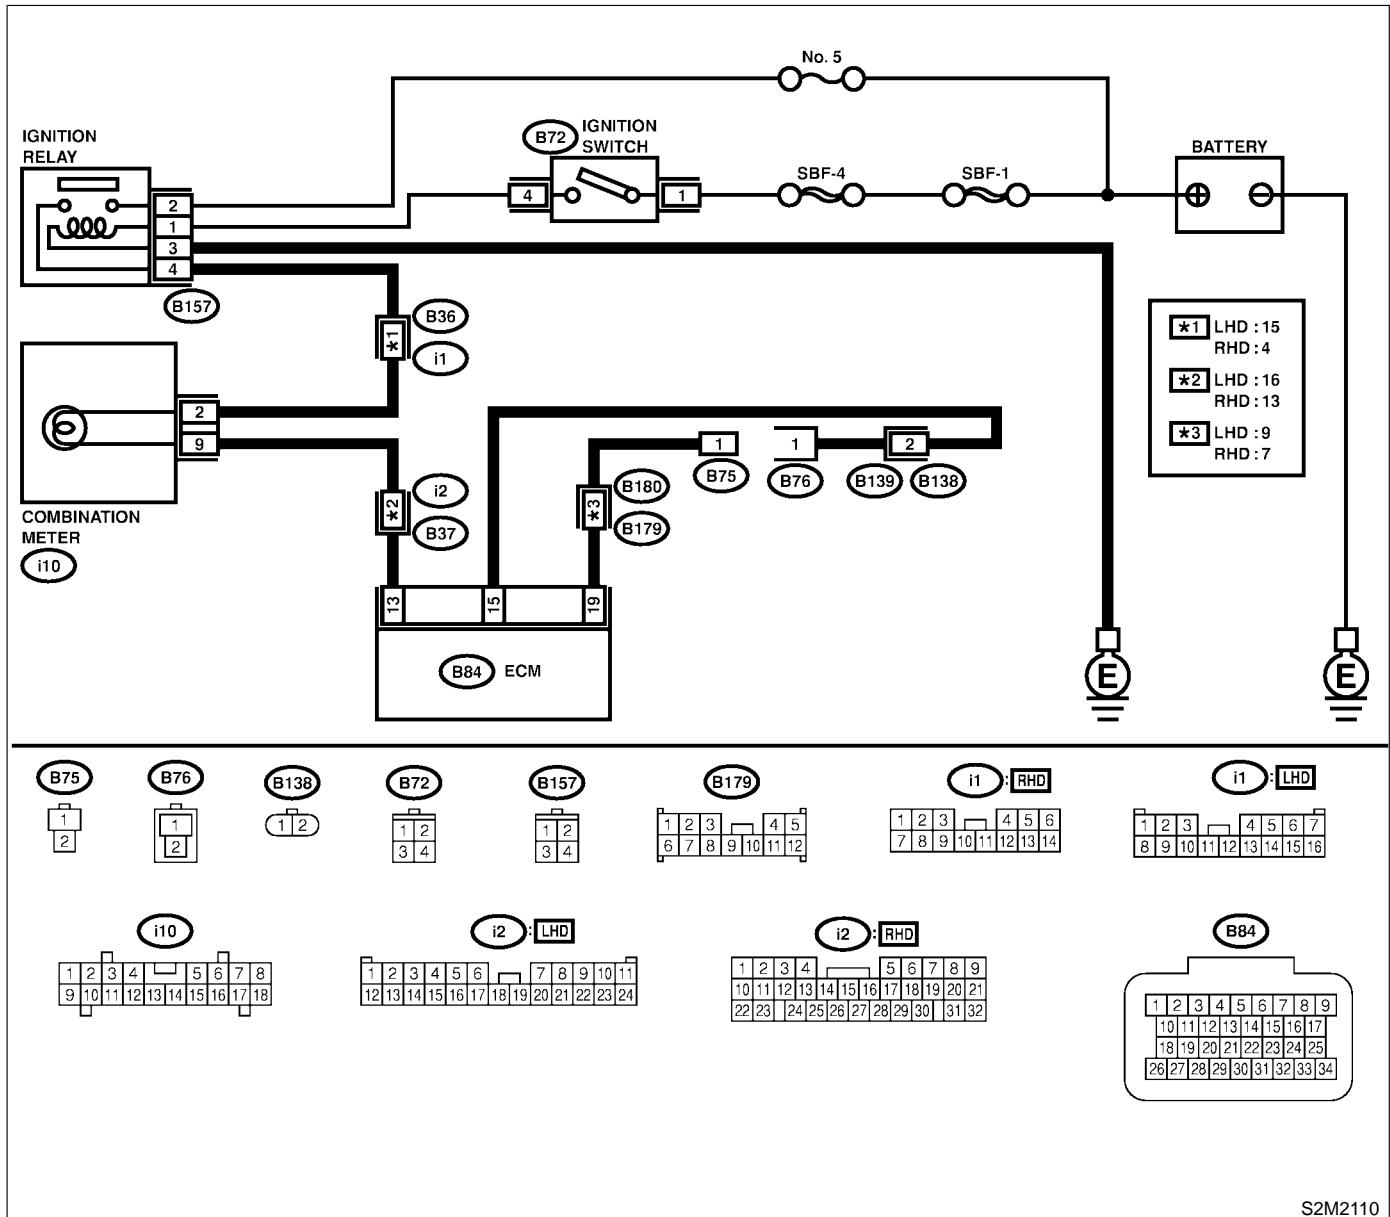 No. 5
IGNITION
RELAY
B72
IGNITION
SWITCH
SBF-4
SBF-1
BATTERY
4
1
2
1
3
4
B157
*1
B36
i1
*1 LHD : 15
RHD : 4
*2 LHD : 16
RHD : 13
*3 LHD : 9
RHD : 7
2
9
1
1
2
B75
B76
B139
B138
*2
i2
B37
*3
B180
B179
COMBINATION
METER
i10
13
15
19
B84 ECM
E
E
B75
B76
B138
B72
B157
B179
i1 : RHD
i1 : LHD
1
2
1
2
1 2
1 2
3 4
1 2
3 4
1 2 3 4 5
6 7 8 9 10 11 12
1 2 3 4 5 6
7 8 9 10 11 12 13 14
1 2 3 4 5 6 7
8 9 10 11 12 13 14 15 16
i10
i2 : LHD
i2 : RHD
B84
1 2 3 4 5 6 7 8
9 10 11 12 13 14 15 16 17 18
1 2 3 4 5 6 7 8 9 10 11
12 13 14 15 16 17 18 19 20 21 22 23 24
1 2 3 4 5 6 7 8 9
10 11 12 13 14 15 16 17 18 19 20 21
22 23 24 25 26 27 28 29 30 31 32
1 2 3 4 5 6 7 8 9
10 11 12 13 14 15 16 17
18 19 20 21 22 23 24 25
26 27 28 29 30 31 32 33 34
S2M2110